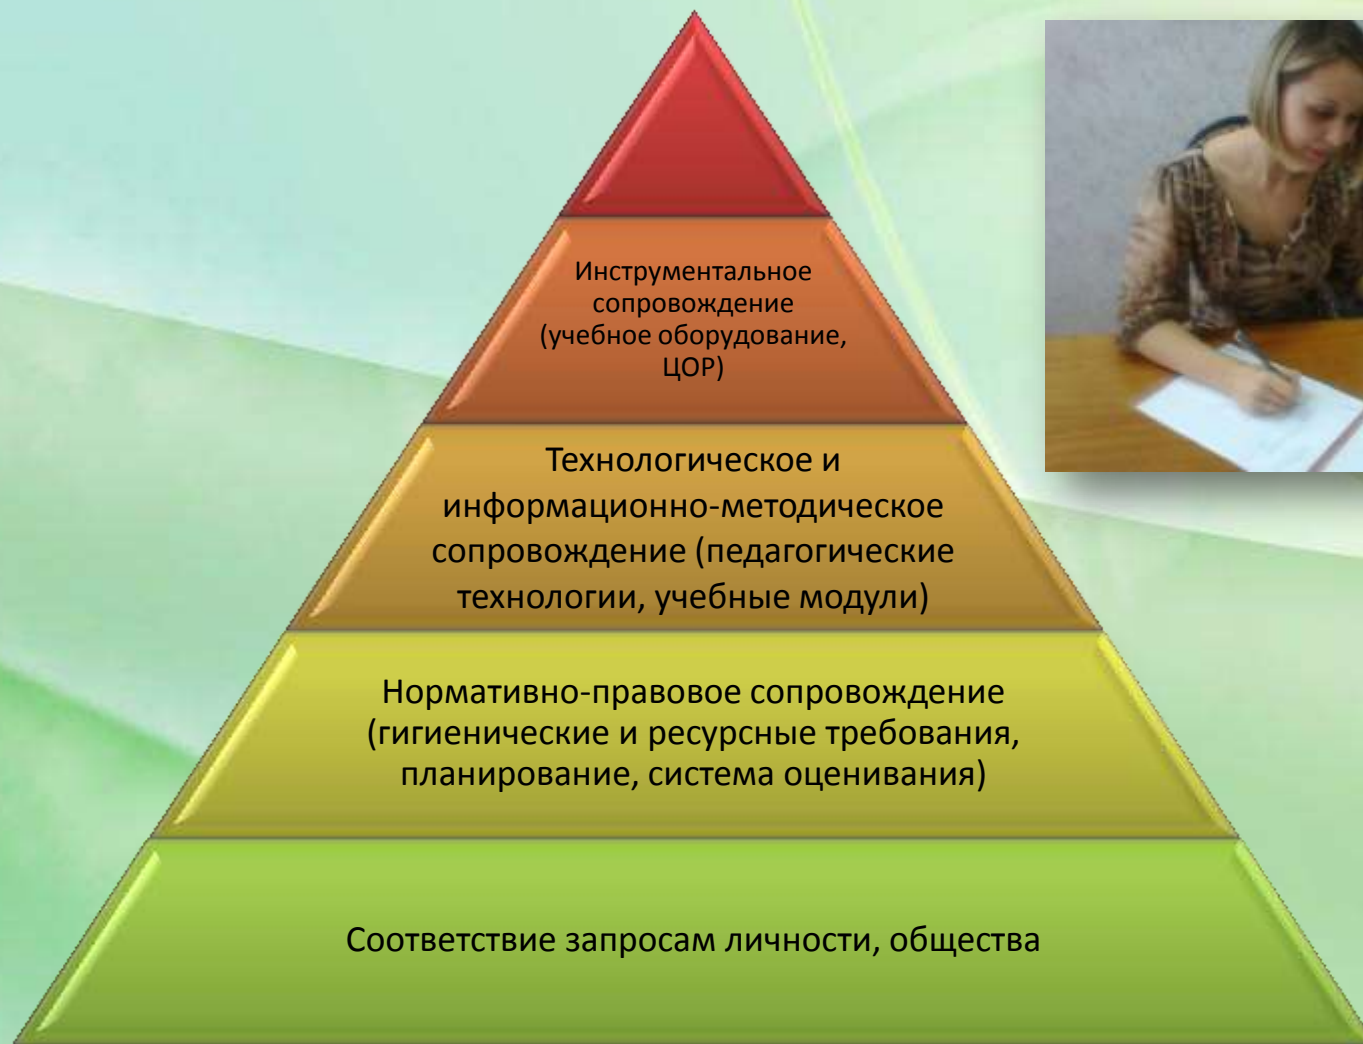 Инструментальное
сопровождение
(учебное оборудование,
ЦОР)
Технологическое и
информационно-методическое
сопровождение (педагогические
технологии, учебные модули)
Нормативно-правовое сопровождение
(гигиенические и ресурсные требования,
планирование, система оценивания)
Соответствие запросам личности, общества